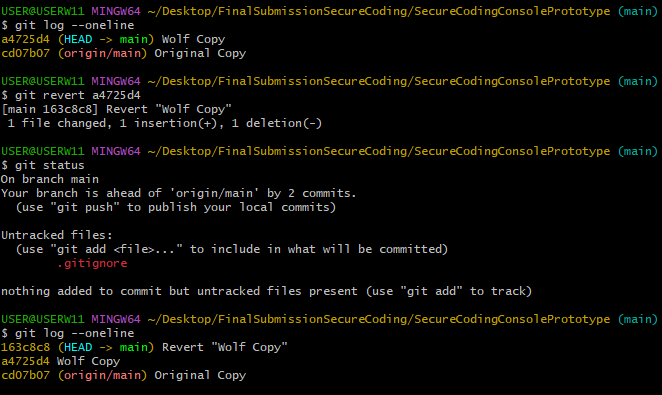 USER@USERW11 MINGW64 ~/Desktop/FinalSubmissionSecureCoding/SecureCodingConsolePrototype (main)
$ git log --oneline
a4725d4 (HEAD -> main) Wolf Copy
cd07b07 (origin/main) Original Copy

USER@USERW11 MINGW64 ~/Desktop/FinalSubmissionSecureCoding/SecureCodingConsolePrototype (main)
$ git revert a4725d4
[main 163c8c8] Revert "Wolf Copy"
 1 file changed, 1 insertion(+), 1 deletion(-)

USER@USERW11 MINGW64 ~/Desktop/FinalSubmissionSecureCoding/SecureCodingConsolePrototype (main)
$ git status
On branch main
Your branch is ahead of 'origin/main' by 2 commits.
  (use "git push" to publish your local commits)

Untracked files:
  (use "git add <file>..." to include in what will be committed)
        .gitignore

nothing added to commit but untracked files present (use "git add" to track)

USER@USERW11 MINGW64 ~/Desktop/FinalSubmissionSecureCoding/SecureCodingConsolePrototype (main)
$ git log --oneline
163c8c8 (HEAD -> main) Revert "Wolf Copy"
a4725d4 Wolf Copy
cd07b07 (origin/main) Original Copy